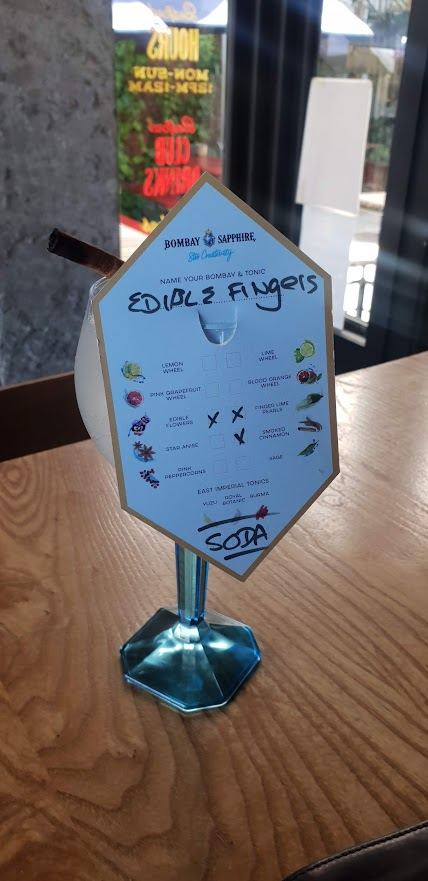 HOURS
MON-SUN
12PM-12AM
CLUB
DRINKS
BOMBAY SAPPHIRE
Stir Creativity
NAME YOUR BOMBAY & TONIC
EDIBLE FINGERS
LEMON WHEEL
LIME WHEEL
PINK GRAPEFRUIT WHEEL
BLOOD ORANGE WHEEL
EDIBLE FLOWERS X
X FINGER LIME PEARLS
STAR ANISE
X SMOKED CINNAMON
PINK PEPPERCORNS
SAGE
EAST IMPERIAL TONICS
YUZU ROYAL BOTANIC BURMA
SODA